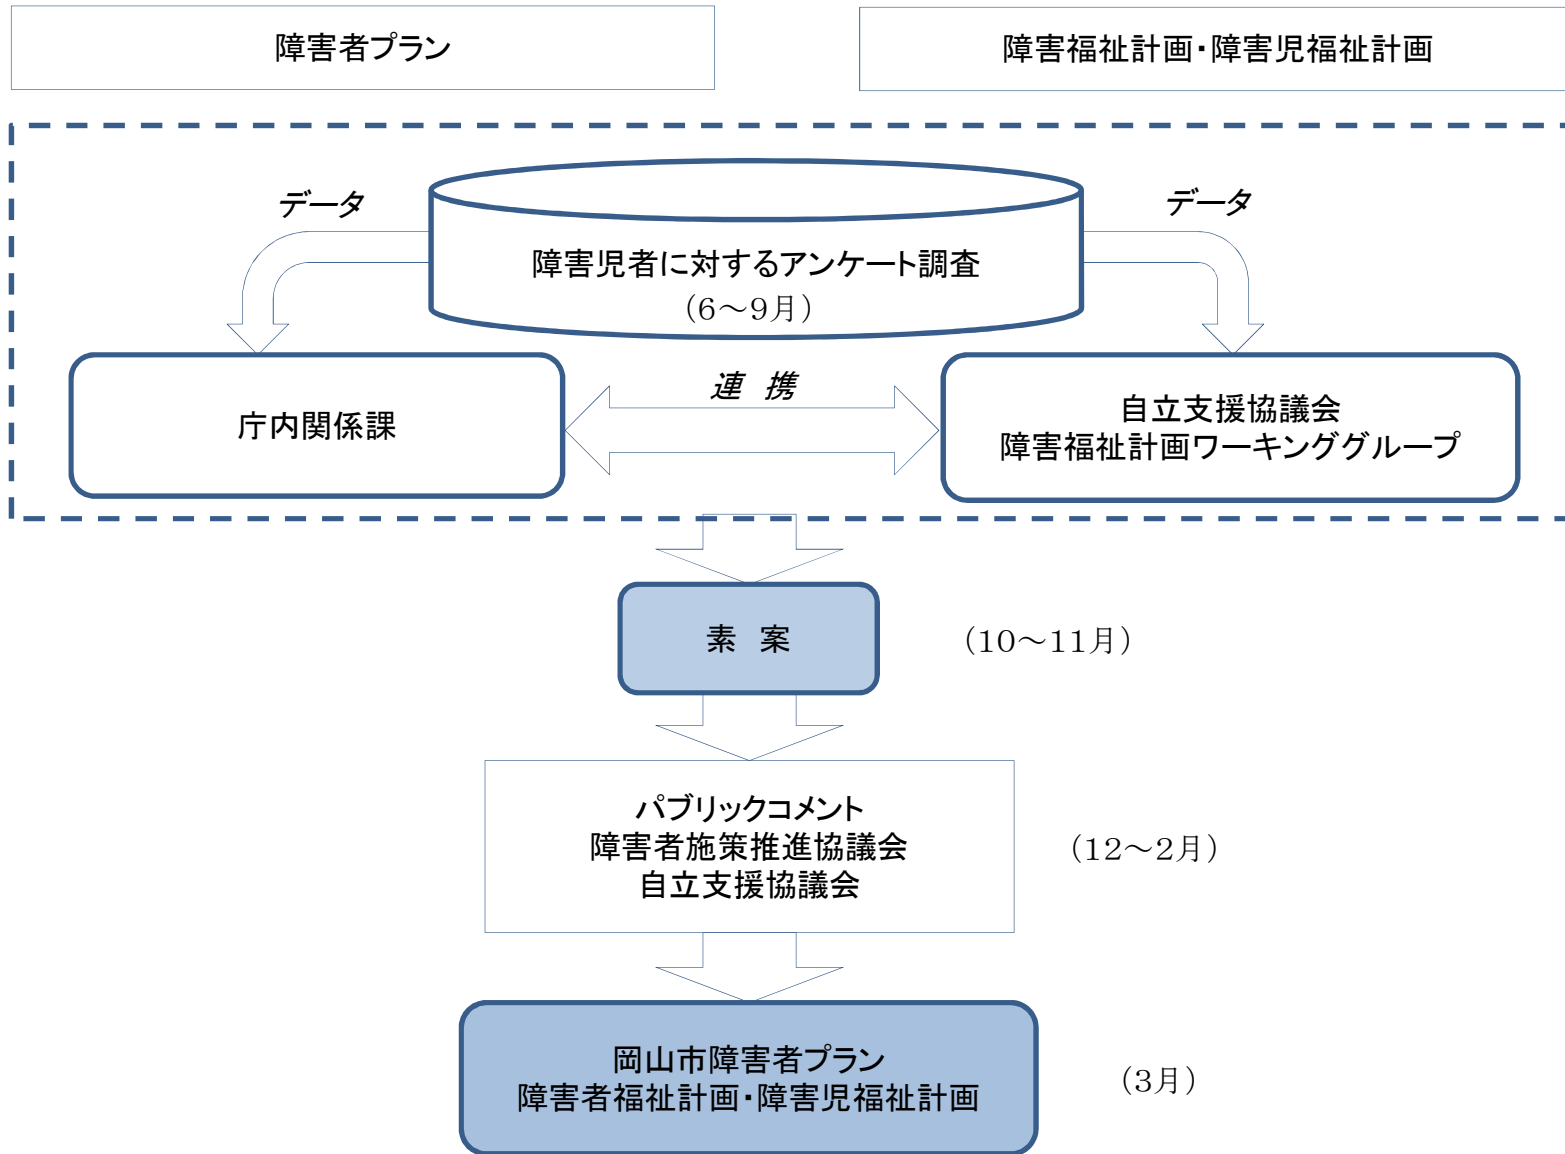 障害者プラン
障害福祉計画・障害児福祉計画
データ
データ
障害児者に対するアンケート調査
（6～9月）
連　携
庁内関係課
自立支援協議会
障害福祉計画ワーキンググループ
素　案
（10～11月）
パブリックコメント
障害者施策推進協議会
自立支援協議会
（12～2月）
岡山市障害者プラン
障害者福祉計画・障害児福祉計画
（3月）